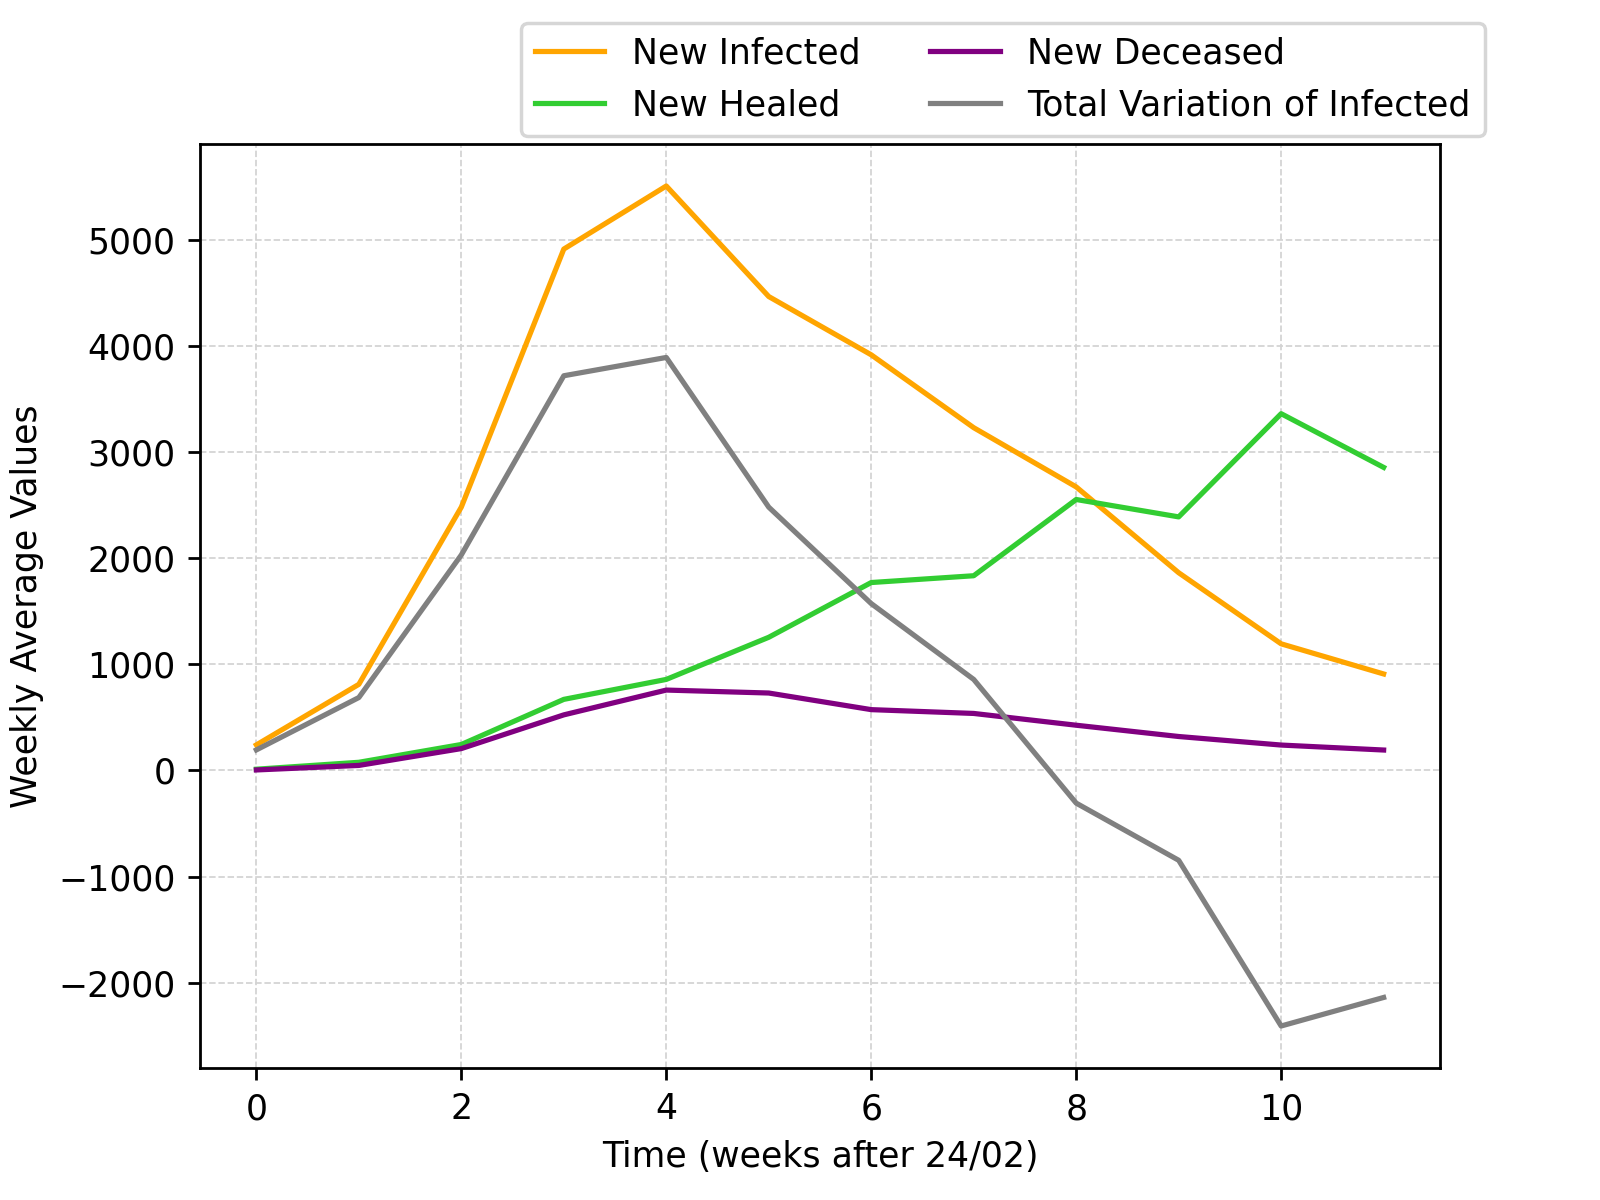 New Infected
New Healed
New Deceased
Total Variation of Infected
Weekly Average Values
5000
4000
3000
2000
1000
0
−1000
−2000
0 2 4 6 8 10
Time (weeks after 24/02)